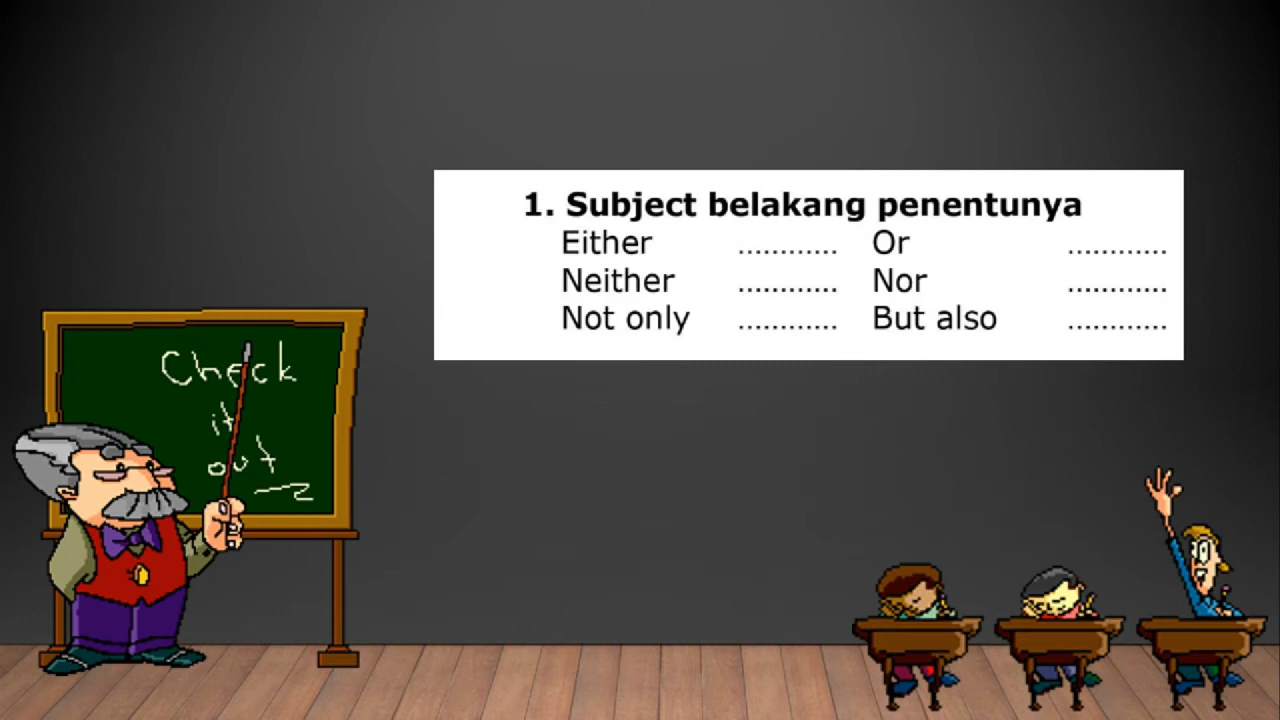 1. Subject belakang penentunya
Either ............ Or ............
Neither ............ Nor ............
Not only ............ But also ............
Check
it
out